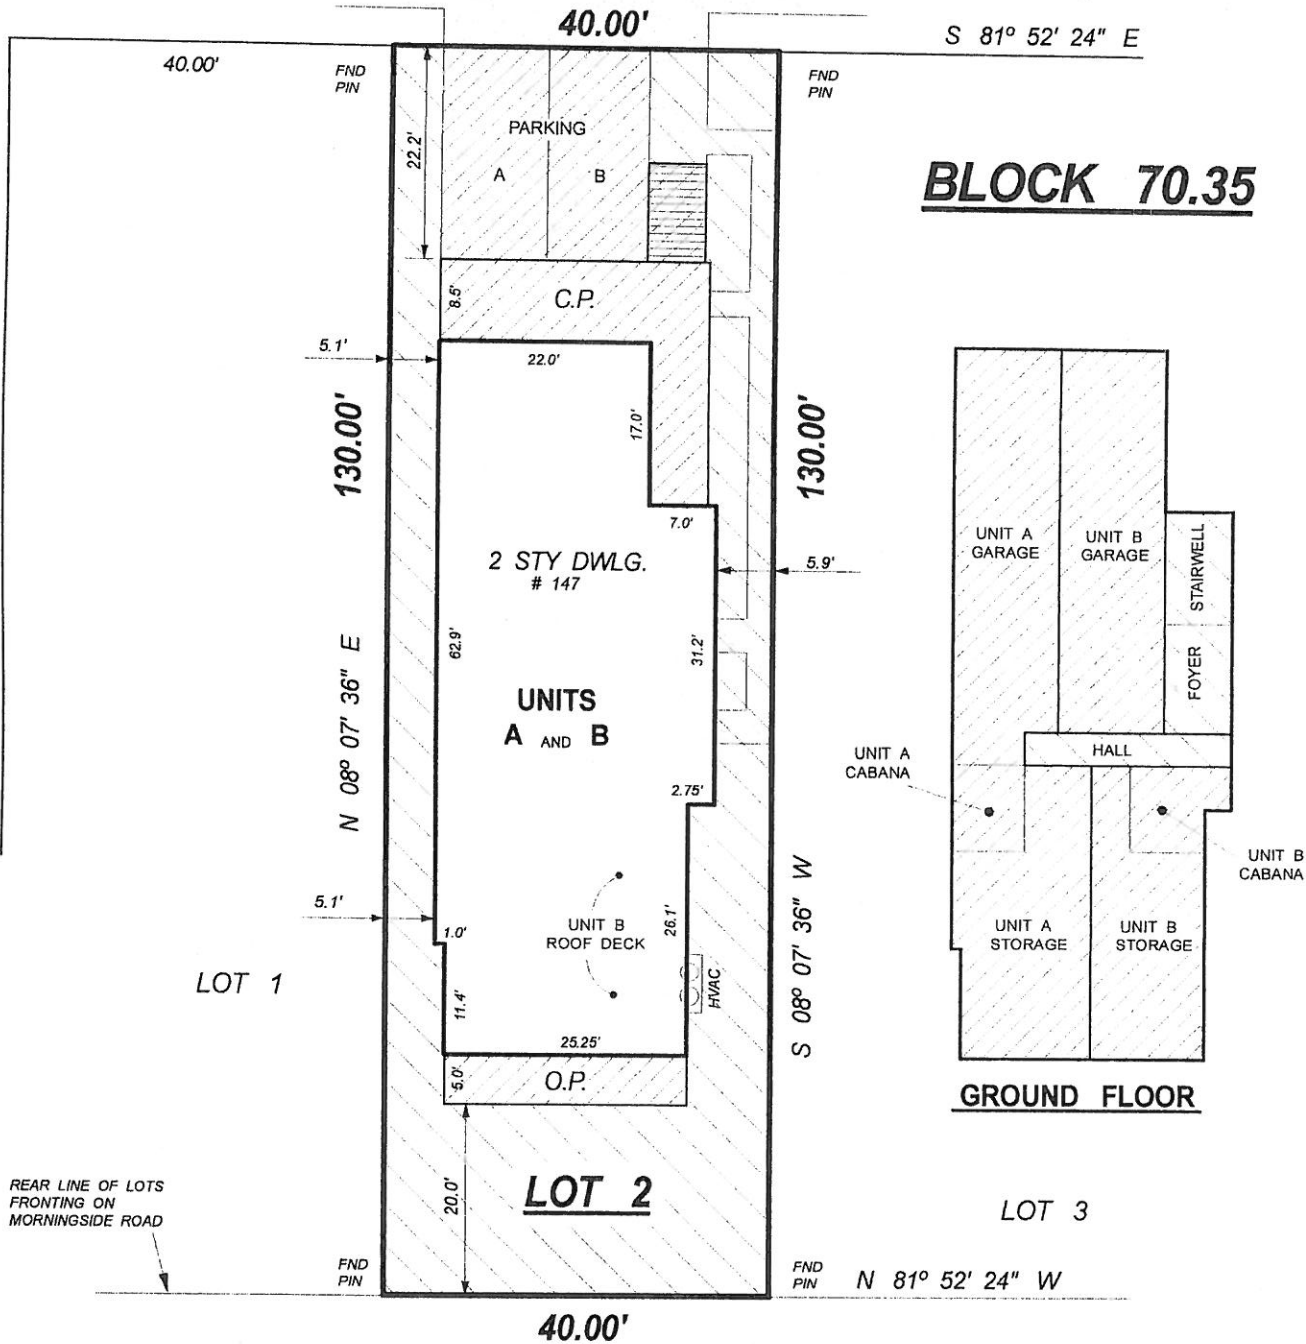 40.00'
S 81º 52' 24" E
40.00'
FND
PIN
FND
PIN
22.2'
PARKING
A
B
BLOCK 70.35
8.5'
C.P.
5.1'
22.0'
130.00'
17.0'
130.00'
7.0'
2 STY DWLG.
# 147
5.9'
62.9'
31.2'
N 08º 07' 36" E
UNITS
A AND B
2.75'
S 08º 07' 36" W
5.1'
1.0'
UNIT B
ROOF DECK
26.1'
HVAC
11.4'
25.25'
5.0'
O.P.
LOT 1
20.0'
LOT 2
REAR LINE OF LOTS
FRONTING ON
MORNINGSIDE ROAD
FND
PIN
FND
PIN
N 81º 52' 24" W
40.00'
UNIT A
GARAGE
UNIT B
GARAGE
STAIRWELL
FOYER
HALL
UNIT A
CABANA
UNIT B
CABANA
UNIT A
STORAGE
UNIT B
STORAGE
GROUND FLOOR
LOT 3